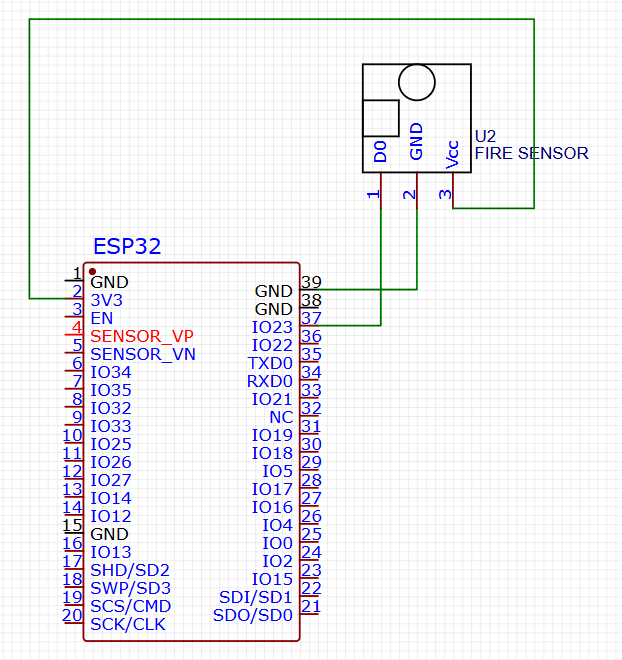 D0
GND
Vcc
U2
FIRE SENSOR
1
2
3
ESP32
1 GND
2 3V3
3 EN
4 SENSOR_VP
5 SENSOR_VN
6 IO34
7 IO35
8 IO32
9 IO33
10 IO25
11 IO26
12 IO27
13 IO14
14 IO12
15 GND
16 IO13
17 SHD/SD2
18 SWP/SD3
19 SCS/CMD
20 SCK/CLK
GND 39
GND 38
IO23 37
IO22 36
TXD0 35
RXD0 34
IO21 33
NC 32
IO19 31
IO18 30
IO5 29
IO17 28
IO16 27
IO4 26
IO0 25
IO2 24
IO15 23
SDI/SD1 22
SDO/SD0 21